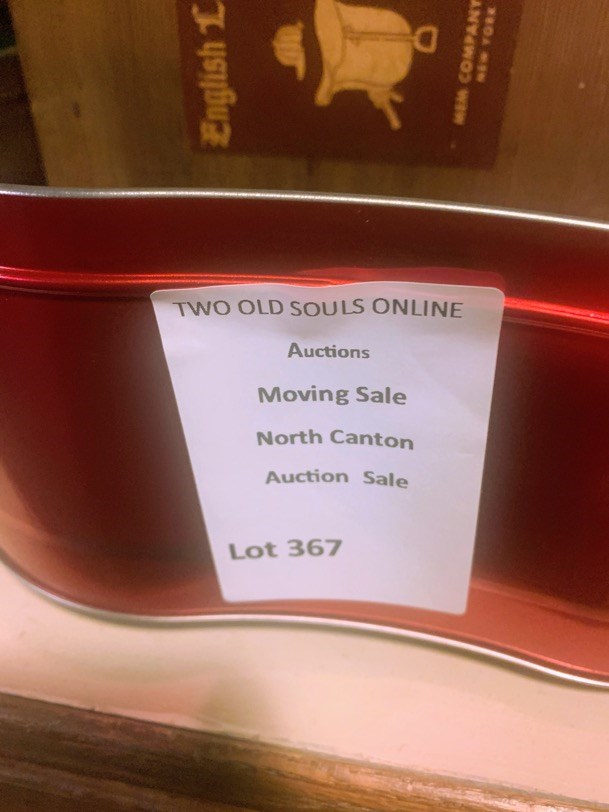 English L
MEM COMPANY
NEW YORK
TWO OLD SOULS ONLINE
Auctions
Moving Sale
North Canton
Auction Sale
Lot 367